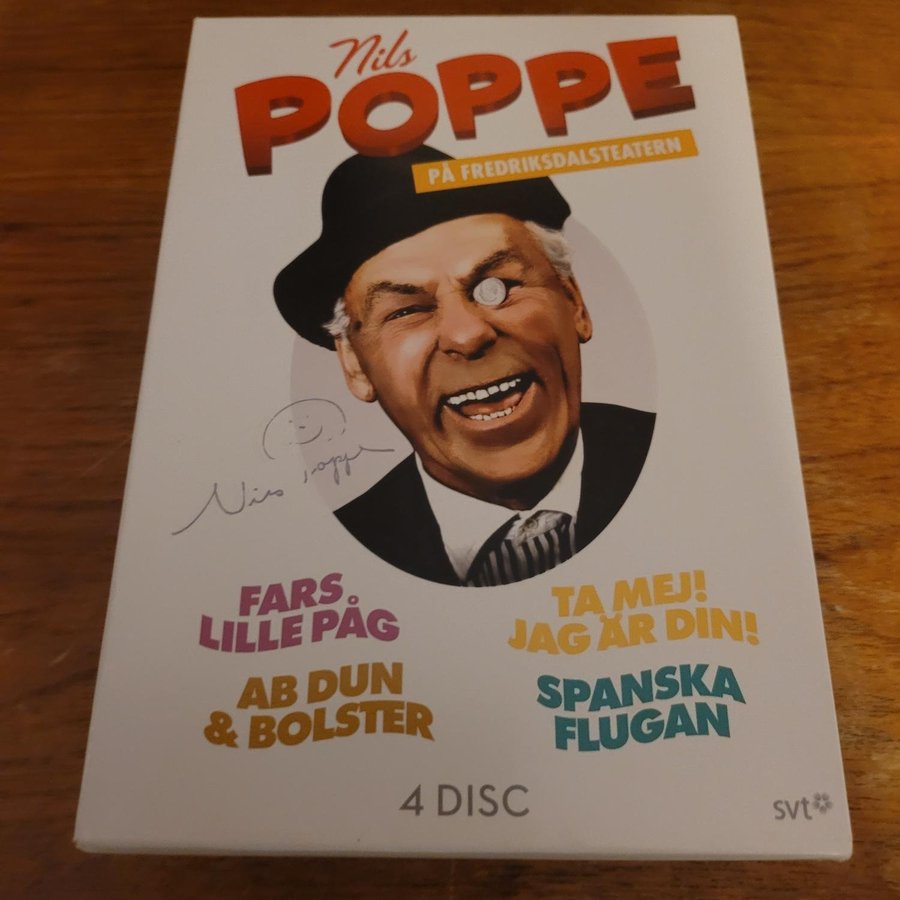 Nils
POPPE
PÅ FREDRIKSDALSTEATERN
Nils Poppe
FARS
LILLE PÅG
TA MEJ!
JAG ÄR DIN!
AB DUN
& BOLSTER
SPANSKA
FLUGAN
4 DISC
svt